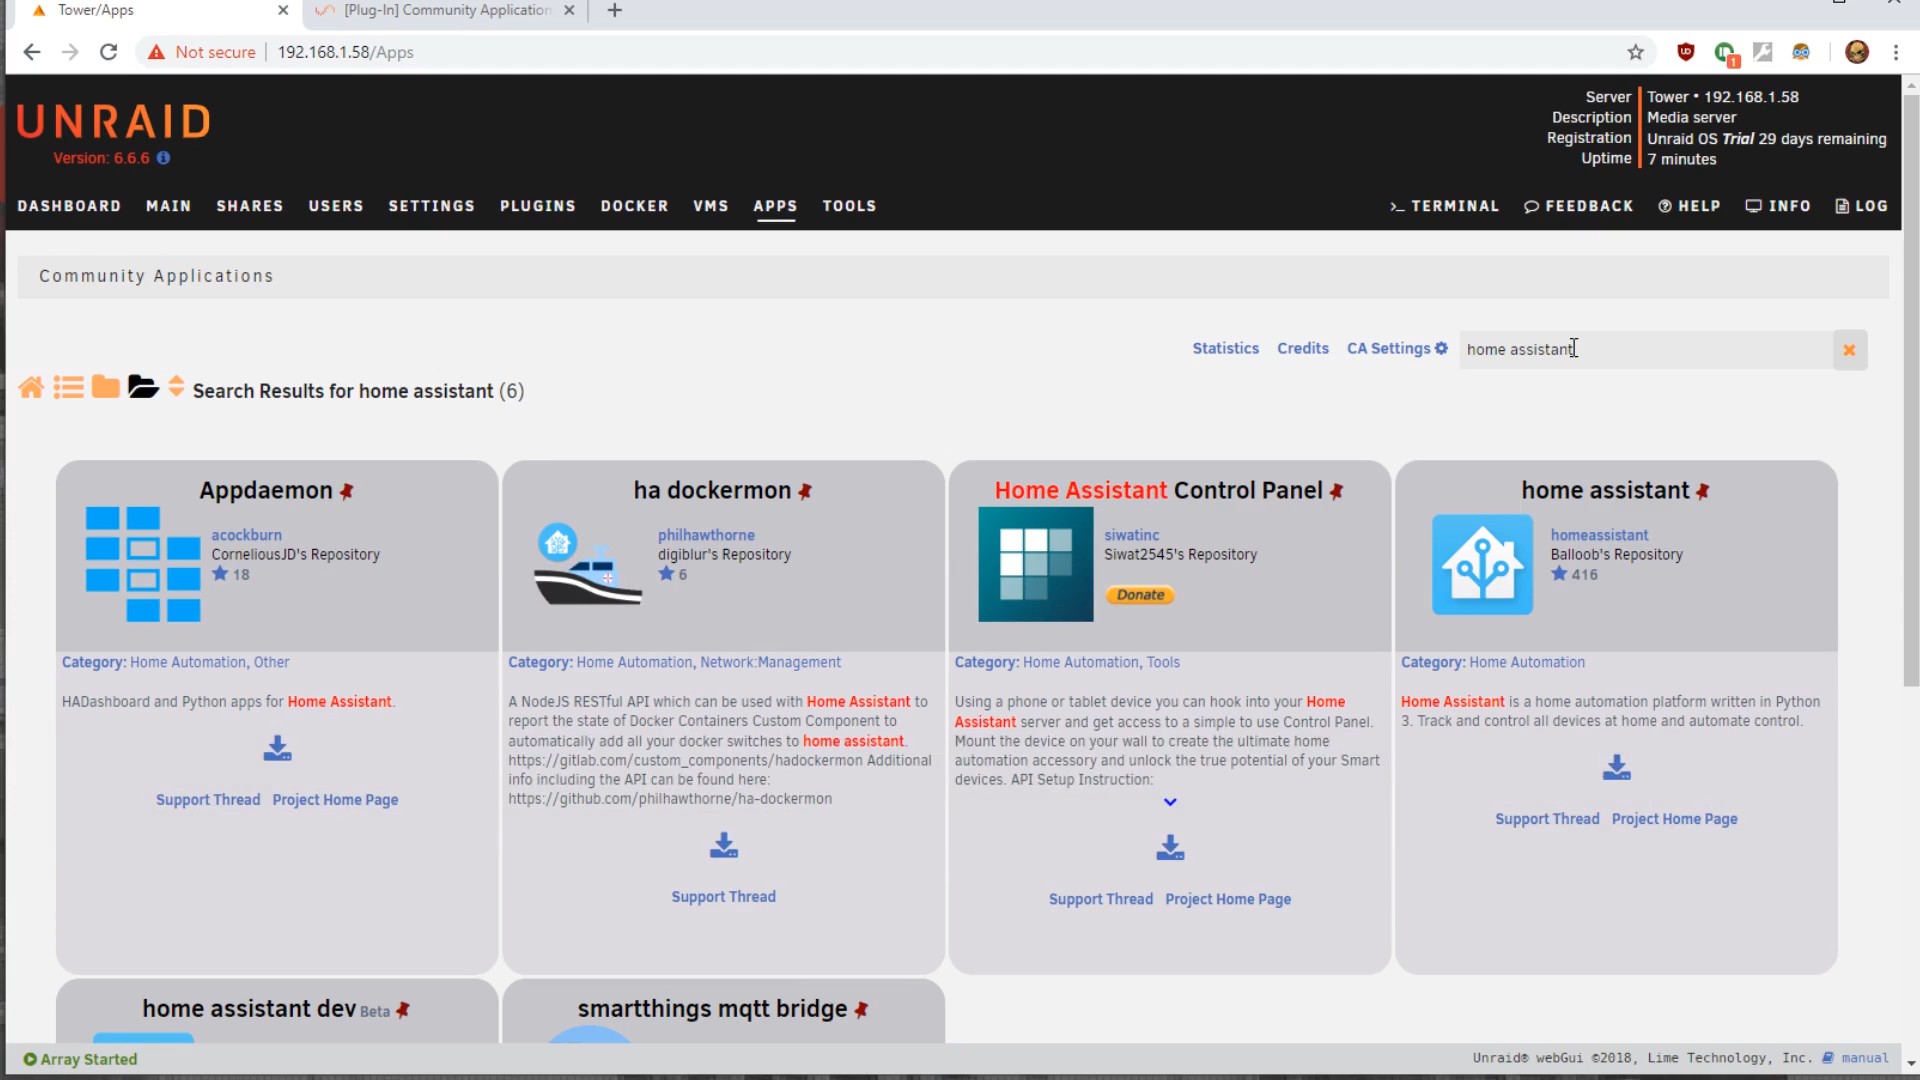 Tower/Apps
[Plug-In] Community Application
Not secure
192.168.1.58/Apps
1
UNRAID
Version: 6.6.6
Server
Tower • 192.168.1.58
Description
Media server
Registration
Unraid OS Trial 29 days remaining
Uptime
7 minutes
DASHBOARD MAIN SHARES USERS SETTINGS PLUGINS DOCKER VMS APPS TOOLS
TERMINAL FEEDBACK HELP INFO LOG
Community Applications
Statistics Credits CA Settings
home assistant
Search Results for home assistant (6)
Appdaemon
acockburn
CorneliousJD's Repository
18
Category: Home Automation, Other
HADashboard and Python apps for Home Assistant.
Support Thread Project Home Page
ha dockermon
philhawthorne
digiblur's Repository
6
Category: Home Automation, Network:Management
A NodeJS RESTful API which can be used with Home Assistant to
report the state of Docker Containers Custom Component to
automatically add all your docker switches to home assistant.
https://gitlab.com/custom_components/hadockermon Additional
info including the API can be found here:
https://github.com/philhawthorne/ha-dockermon
Support Thread
Home Assistant Control Panel
siwatinc
Siwat2545's Repository
Donate
Category: Home Automation, Tools
Using a phone or tablet device you can hook into your Home
Assistant server and get access to a simple to use Control Panel.
Mount the device on your wall to create the ultimate home
automation accessory and unlock the true potential of your Smart
devices. API Setup Instruction:
Support Thread Project Home Page
home assistant
homeassistant
Balloob's Repository
416
Category: Home Automation
Home Assistant is a home automation platform written in Python
3. Track and control all devices at home and automate control.
Support Thread Project Home Page
home assistant dev Beta
smartthings mqtt bridge
Array Started
Unraid® webGui ©2018, Lime Technology, Inc. manual